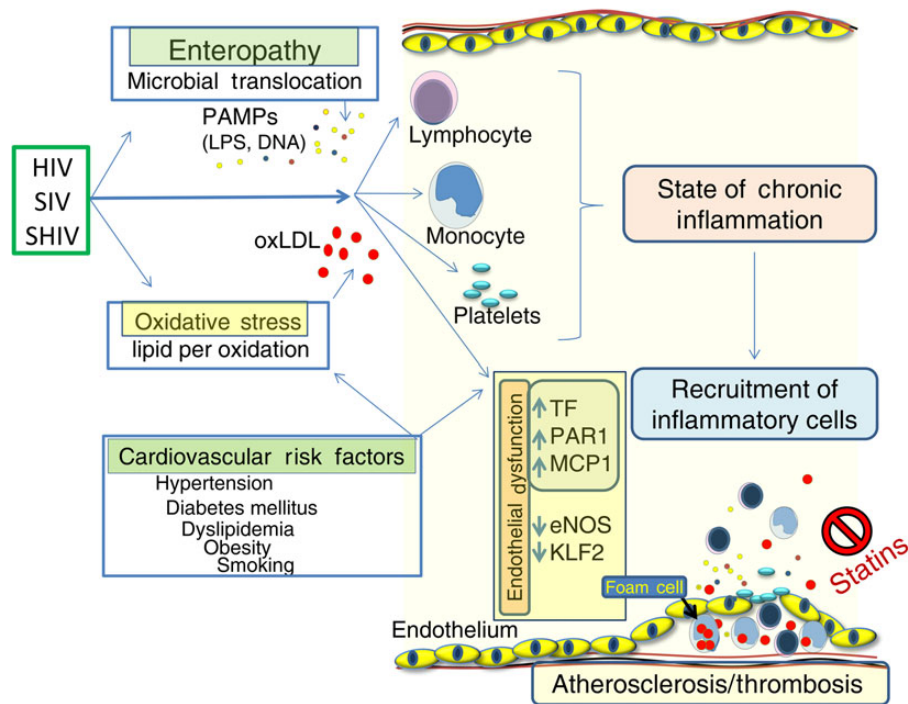 Enteropathy
Microbial translocation
PAMPs
(LPS, DNA)
HIV
SIV
SHIV
oxLDL
Oxidative stress
lipid per oxidation
Cardiovascular risk factors
Hypertension
Diabetes mellitus
Dyslipidemia
Obesity
Smoking
Lymphocyte
Monocyte
Platelets
State of chronic
inflammation
Recruitment of
inflammatory cells
Endothelial dysfunction
TF
PAR1
MCP1
eNOS
KLF2
Statins
Foam cell
Endothelium
Atherosclerosis/thrombosis